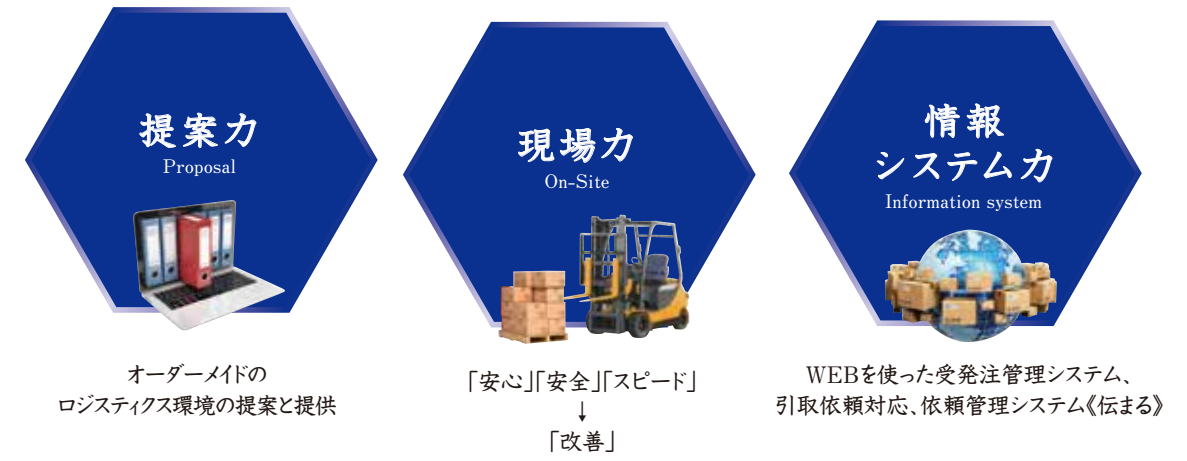 提案力
Proposal
オーダーメイドの
ロジスティクス環境の提案と提供
現場力
On-Site
「安心」「安全」「スピード」
↓
「改善」
情報
システム力
Information system
WEBを使った受発注管理システム、
引取依頼対応、依頼管理システム《伝まる》